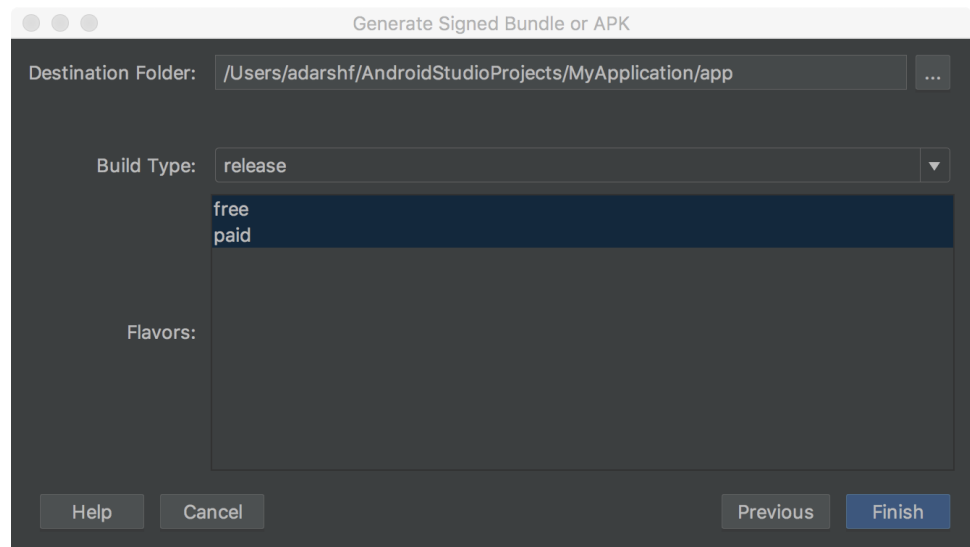 Generate Signed Bundle or APK
Destination Folder: /Users/adarshf/AndroidStudioProjects/MyApplication/app ...
Build Type: release
free
paid
Flavors:
Help Cancel Previous Finish